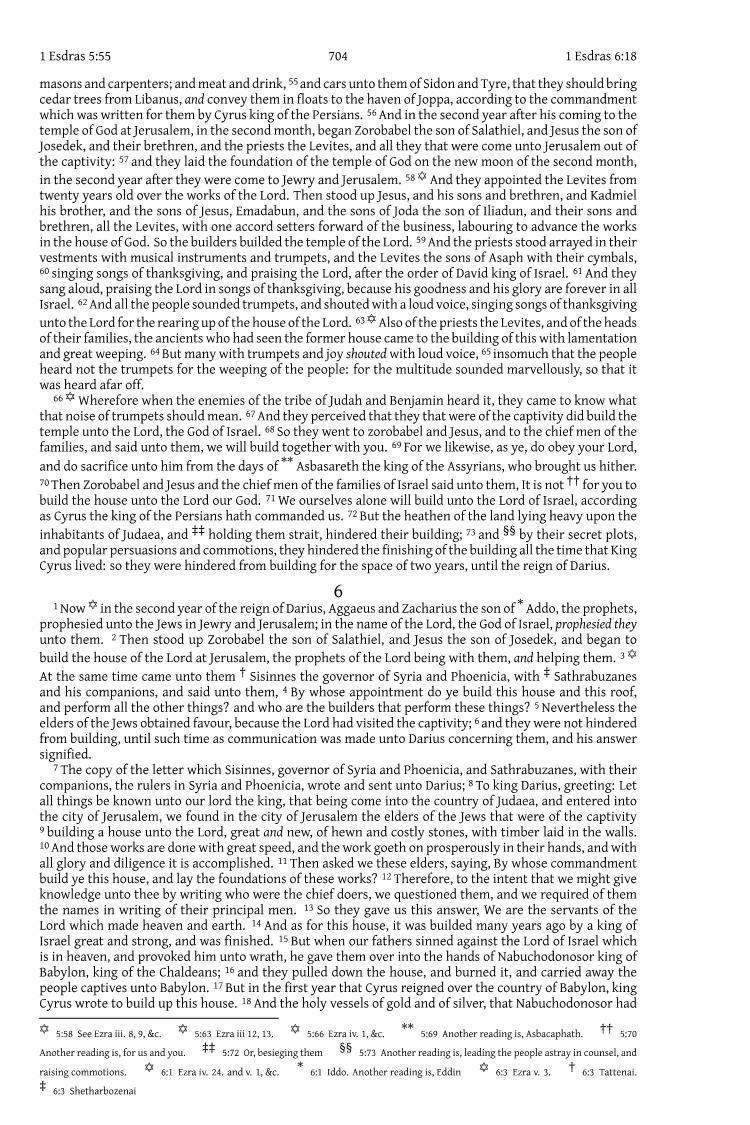 1 Esdras 5:55 704 1 Esdras 6:18
masons and carpenters; and meat and drink, 55 and cars unto them of Sidon and Tyre, that they should bring
cedar trees from Libanus, and convey them in floats to the haven of Joppa, according to the commandment
which was written for them by Cyrus king of the Persians. 56 And in the second year after his coming to the
temple of God at Jerusalem, in the second month, began Zorobabel the son of Salathiel, and Jesus the son of
Josedek, and their brethren, and the priests the Levites, and all they that were come unto Jerusalem out of
the captivity: 57 and they laid the foundation of the temple of God on the new moon of the second month,
in the second year after they were come to Jewry and Jerusalem. 58 ✡ And they appointed the Levites from
twenty years old over the works of the Lord. Then stood up Jesus, and his sons and brethren, and Kadmiel
his brother, and the sons of Jesus, Emadabun, and the sons of Joda the son of Iliadun, and their sons and
brethren, all the Levites, with one accord setters forward of the business, labouring to advance the works
in the house of God. So the builders builded the temple of the Lord. 59 And the priests stood arrayed in their
vestments with musical instruments and trumpets, and the Levites the sons of Asaph with their cymbals,
60 singing songs of thanksgiving, and praising the Lord, after the order of David king of Israel. 61 And they
sang aloud, praising the Lord in songs of thanksgiving, because his goodness and his glory are forever in all
Israel. 62 And all the people sounded trumpets, and shouted with a loud voice, singing songs of thanksgiving
unto the Lord for the rearing up of the house of the Lord. 63 ✡ Also of the priests the Levites, and of the heads
of their families, the ancients who had seen the former house came to the building of this with lamentation
and great weeping. 64 But many with trumpets and joy shouted with loud voice, 65 insomuch that the people
heard not the trumpets for the weeping of the people: for the multitude sounded marvellously, so that it
was heard afar off.
66 ✡ Wherefore when the enemies of the tribe of Judah and Benjamin heard it, they came to know what
that noise of trumpets should mean. 67 And they perceived that they that were of the captivity did build the
temple unto the Lord, the God of Israel. 68 So they went to zorobabel and Jesus, and to the chief men of the
families, and said unto them, we will build together with you. 69 For we likewise, as ye, do obey your Lord,
and do sacrifice unto him from the days of ** Asbasareth the king of the Assyrians, who brought us hither.
70 Then Zorobabel and Jesus and the chief men of the families of Israel said unto them, It is not †† for you to
build the house unto the Lord our God. 71 We ourselves alone will build unto the Lord of Israel, according
as Cyrus the king of the Persians hath commanded us. 72 But the heathen of the land lying heavy upon the
inhabitants of Judaea, and ‡‡ holding them strait, hindered their building; 73 and §§ by their secret plots,
and popular persuasions and commotions, they hindered the finishing of the building all the time that King
Cyrus lived: so they were hindered from building for the space of two years, until the reign of Darius.
6
1 Now ✡ in the second year of the reign of Darius, Aggaeus and Zacharius the son of * Addo, the prophets,
prophesied unto the Jews in Jewry and Jerusalem; in the name of the Lord, the God of Israel, prophesied they
unto them. 2 Then stood up Zorobabel the son of Salathiel, and Jesus the son of Josedek, and began to
build the house of the Lord at Jerusalem, the prophets of the Lord being with them, and helping them. 3 ✡
At the same time came unto them † Sisinnes the governor of Syria and Phoenicia, with ‡ Sathrabuzanes
and his companions, and said unto them, 4 By whose appointment do ye build this house and this roof,
and perform all the other things? and who are the builders that perform these things? 5 Nevertheless the
elders of the Jews obtained favour, because the Lord had visited the captivity; 6 and they were not hindered
from building, until such time as communication was made unto Darius concerning them, and his answer
signified.
7 The copy of the letter which Sisinnes, governor of Syria and Phoenicia, and Sathrabuzanes, with their
companions, the rulers in Syria and Phoenicia, wrote and sent unto Darius; 8 To king Darius, greeting: Let
all things be known unto our lord the king, that being come into the country of Judaea, and entered into
the city of Jerusalem, we found in the city of Jerusalem the elders of the Jews that were of the captivity
9 building a house unto the Lord, great and new, of hewn and costly stones, with timber laid in the walls.
10 And those works are done with great speed, and the work goeth on prosperously in their hands, and with
all glory and diligence it is accomplished. 11 Then asked we these elders, saying, By whose commandment
build ye this house, and lay the foundations of these works? 12 Therefore, to the intent that we might give
knowledge unto thee by writing who were the chief doers, we questioned them, and we required of them
the names in writing of their principal men. 13 So they gave us this answer, We are the servants of the
Lord which made heaven and earth. 14 And as for this house, it was builded many years ago by a king of
Israel great and strong, and was finished. 15 But when our fathers sinned against the Lord of Israel which
is in heaven, and provoked him unto wrath, he gave them over into the hands of Nabuchodonosor king of
Babylon, king of the Chaldeans; 16 and they pulled down the house, and burned it, and carried away the
people captives unto Babylon. 17 But in the first year that Cyrus reigned over the country of Babylon, king
Cyrus wrote to build up this house. 18 And the holy vessels of gold and of silver, that Nabuchodonosor had
✡ 5:58 See Ezra iii. 8, 9, &c. ✡ 5:63 Ezra iii 12, 13. ✡ 5:66 Ezra iv. 1, &c. ** 5:69 Another reading is, Asbacaphath. †† 5:70
Another reading is, for us and you. ‡‡ 5:72 Or, besieging them §§ 5:73 Another reading is, leading the people astray in counsel, and
raising commotions. ✡ 6:1 Ezra iv. 24. and v. 1, &c. * 6:1 Iddo. Another reading is, Eddin ✡ 6:3 Ezra v. 3. † 6:3 Tattenai.
‡ 6:3 Shetharbozenai